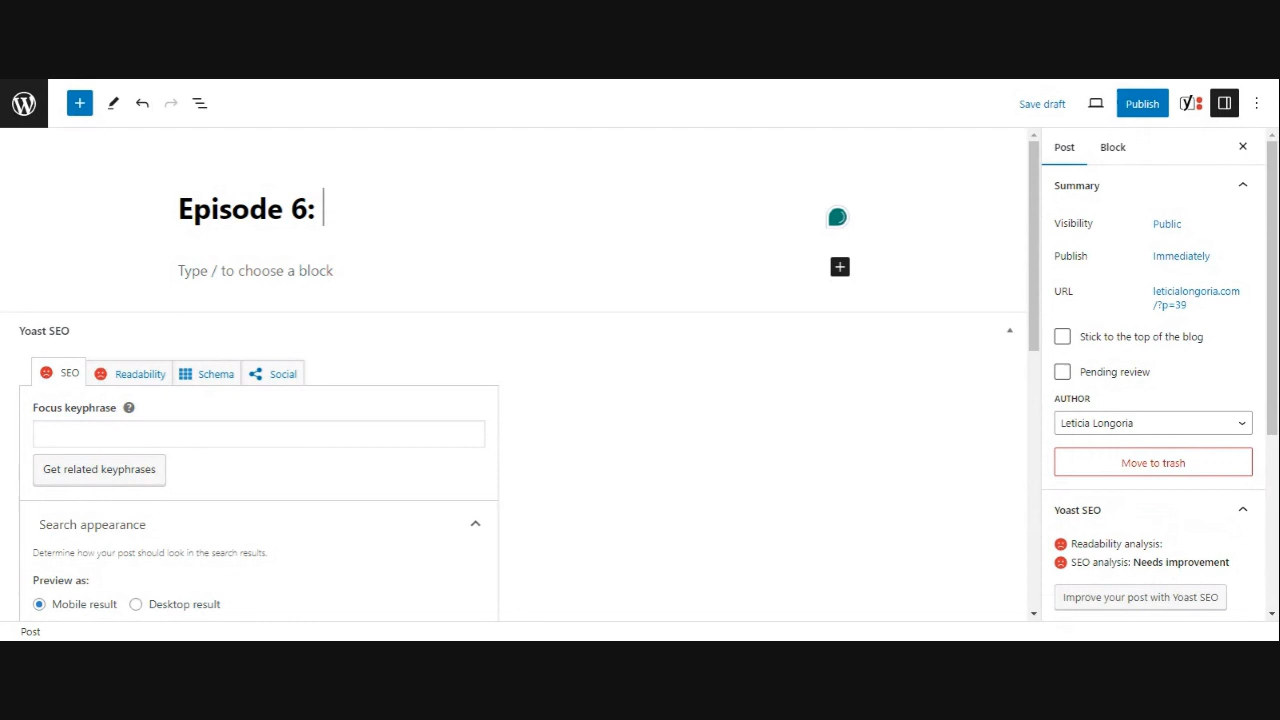 Save draft
Publish
Post
Block
Episode 6:
Type / to choose a block
Summary
Visibility
Public
Publish
Immediately
URL
leticialongoria.com
/?p=39
Stick to the top of the blog
Pending review
AUTHOR
Leticia Longoria
Move to trash
Yoast SEO
Readability analysis:
SEO analysis: Needs improvement
Improve your post with Yoast SEO
Yoast SEO
SEO
Readability
Schema
Social
Focus keyphrase
Get related keyphrases
Search appearance
Determine how your post should look in the search results.
Preview as:
Mobile result
Desktop result
Post